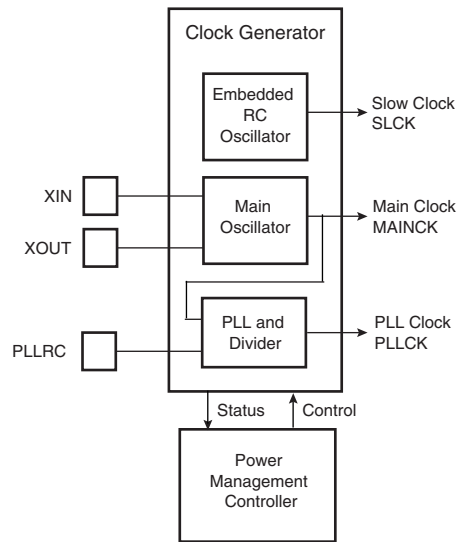 Clock Generator
Embedded
RC
Oscillator
Slow Clock
SLCK
XIN
Main
Oscillator
Main Clock
MAINCK
XOUT
PLL and
Divider
PLL Clock
PLLCK
PLLRC
Status
Control
Power
Management
Controller